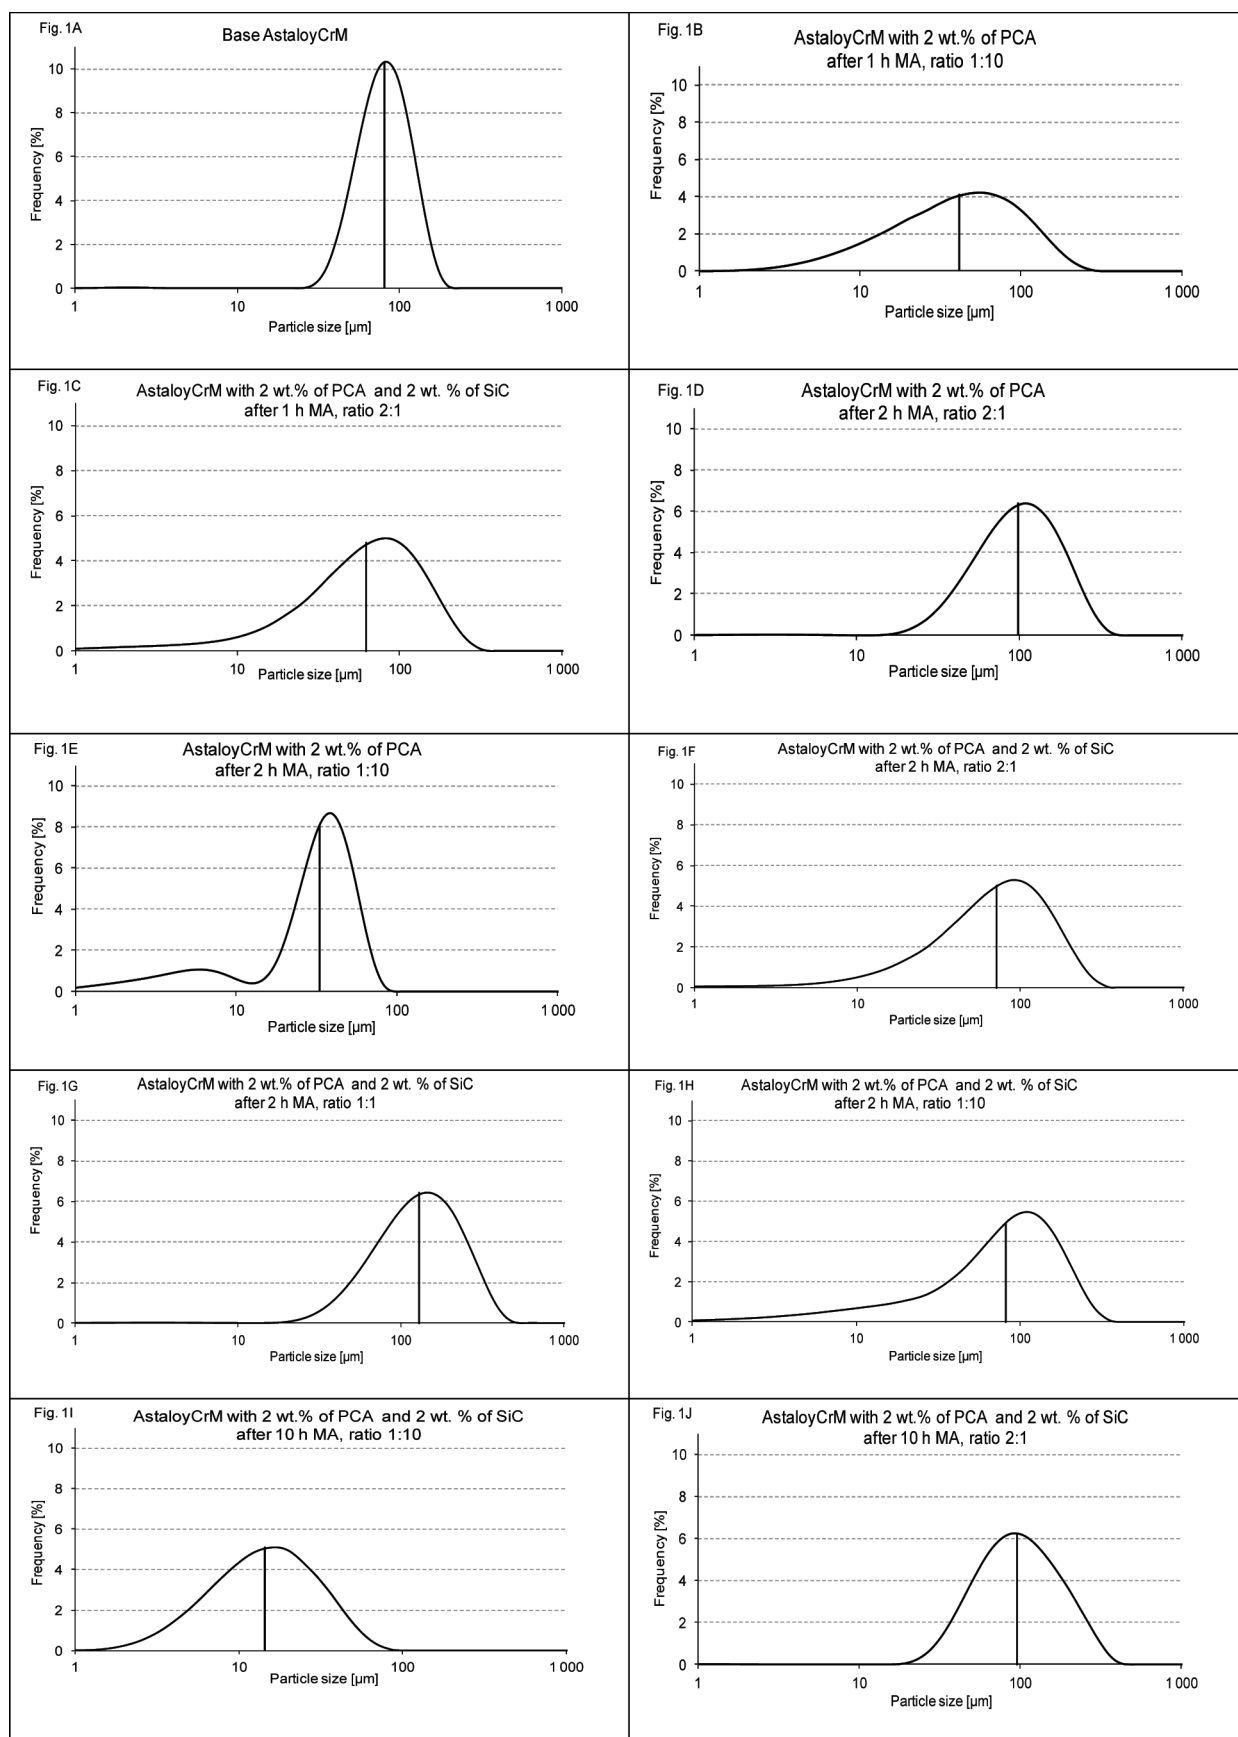 Fig. 1A
Base AstaloyCrM
Frequency [%]
10
8
6
4
2
0
1
10
100
1 000
Particle size [µm]
Fig. 1B
AstaloyCrM with 2 wt.% of PCA
after 1 h MA, ratio 1:10
Frequency [%]
10
8
6
4
2
0
1
10
100
1 000
Particle size [µm]
Fig. 1C
AstaloyCrM with 2 wt.% of PCA and 2 wt. % of SiC
after 1 h MA, ratio 2:1
Frequency [%]
10
8
6
4
2
0
1
10
100
1 000
Particle size [µm]
Fig. 1D
AstaloyCrM with 2 wt.% of PCA
after 2 h MA, ratio 2:1
Frequency [%]
10
8
6
4
2
0
1
10
100
1 000
Particle size [µm]
Fig. 1E
AstaloyCrM with 2 wt.% of PCA
after 2 h MA, ratio 1:10
Frequency [%]
10
8
6
4
2
0
1
10
100
1 000
Particle size [µm]
Fig. 1F
AstaloyCrM with 2 wt.% of PCA and 2 wt. % of SiC
after 2 h MA, ratio 2:1
Frequency [%]
10
8
6
4
2
0
1
10
100
1 000
Particle size [µm]
Fig. 1G
AstaloyCrM with 2 wt.% of PCA and 2 wt. % of SiC
after 2 h MA, ratio 1:1
Frequency [%]
10
8
6
4
2
0
1
10
100
1 000
Particle size [µm]
Fig. 1H
AstaloyCrM with 2 wt.% of PCA and 2 wt. % of SiC
after 2 h MA, ratio 1:10
Frequency [%]
10
8
6
4
2
0
1
10
100
1 000
Particle size [µm]
Fig. 1I
AstaloyCrM with 2 wt.% of PCA and 2 wt. % of SiC
after 10 h MA, ratio 1:10
Frequency [%]
10
8
6
4
2
0
1
10
100
1 000
Particle size [µm]
Fig. 1J
AstaloyCrM with 2 wt.% of PCA and 2 wt. % of SiC
after 10 h MA, ratio 2:1
Frequency [%]
10
8
6
4
2
0
1
10
100
1 000
Particle size [µm]